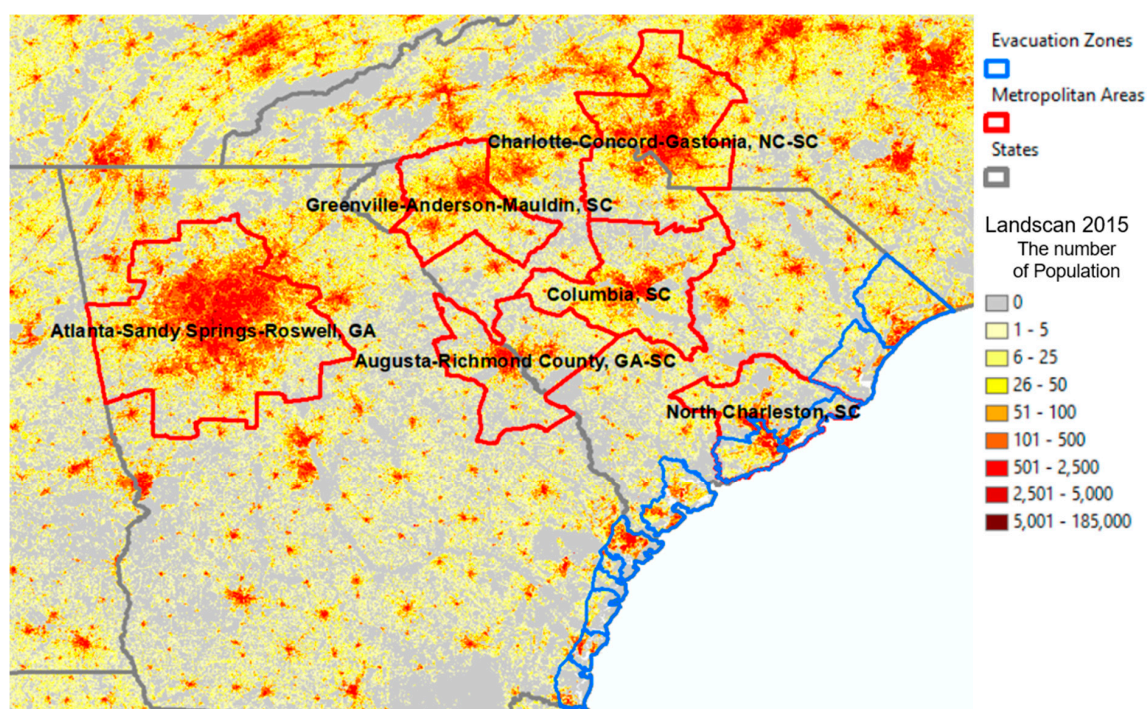 Charlotte-Concord-Gastonia, NC-SC
Greenville-Anderson-Mauldin, SC
Columbia, SC
Atlanta-Sandy Springs-Roswell, GA
Augusta-Richmond County, GA-SC
North Charleston, SC
Evacuation Zones
Metropolitan Areas
States
Landscan 2015
The number
of Population
0
1 - 5
6 - 25
26 - 50
51 - 100
101 - 500
501 - 2,500
2,501 - 5,000
5,001 - 185,000